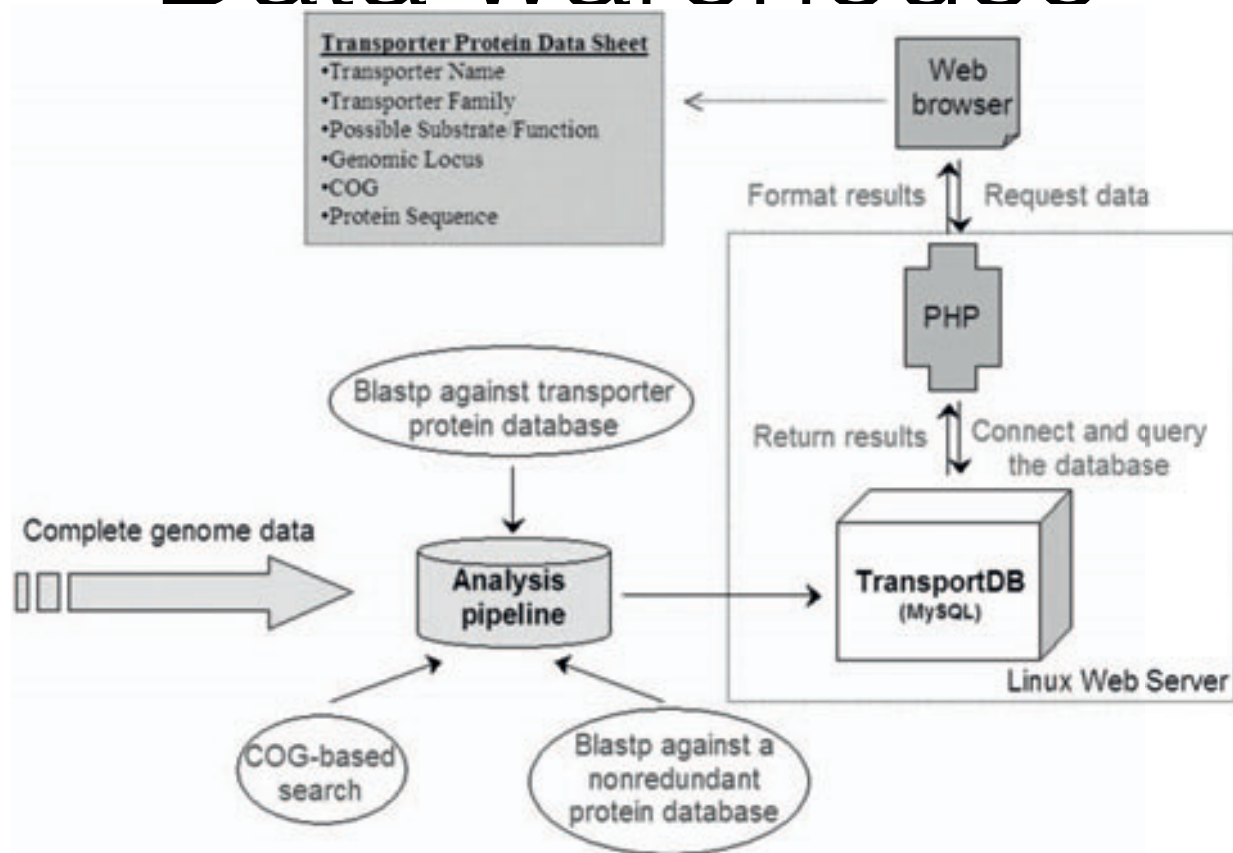 Data Warehouse
Transporter Protein Data Sheet
•Transporter Name
•Transporter Family
•Possible Substrate/Function
•Genomic Locus
•COG
•Protein Sequence
Web
browser
Format results
Request data
PHP
Return results
Connect and query
the database
Blastp against transporter
protein database
Complete genome data
Analysis
pipeline
TransportDB
(MySQL)
Linux Web Server
COG-based
search
Blastp against a
nonredundant
protein database